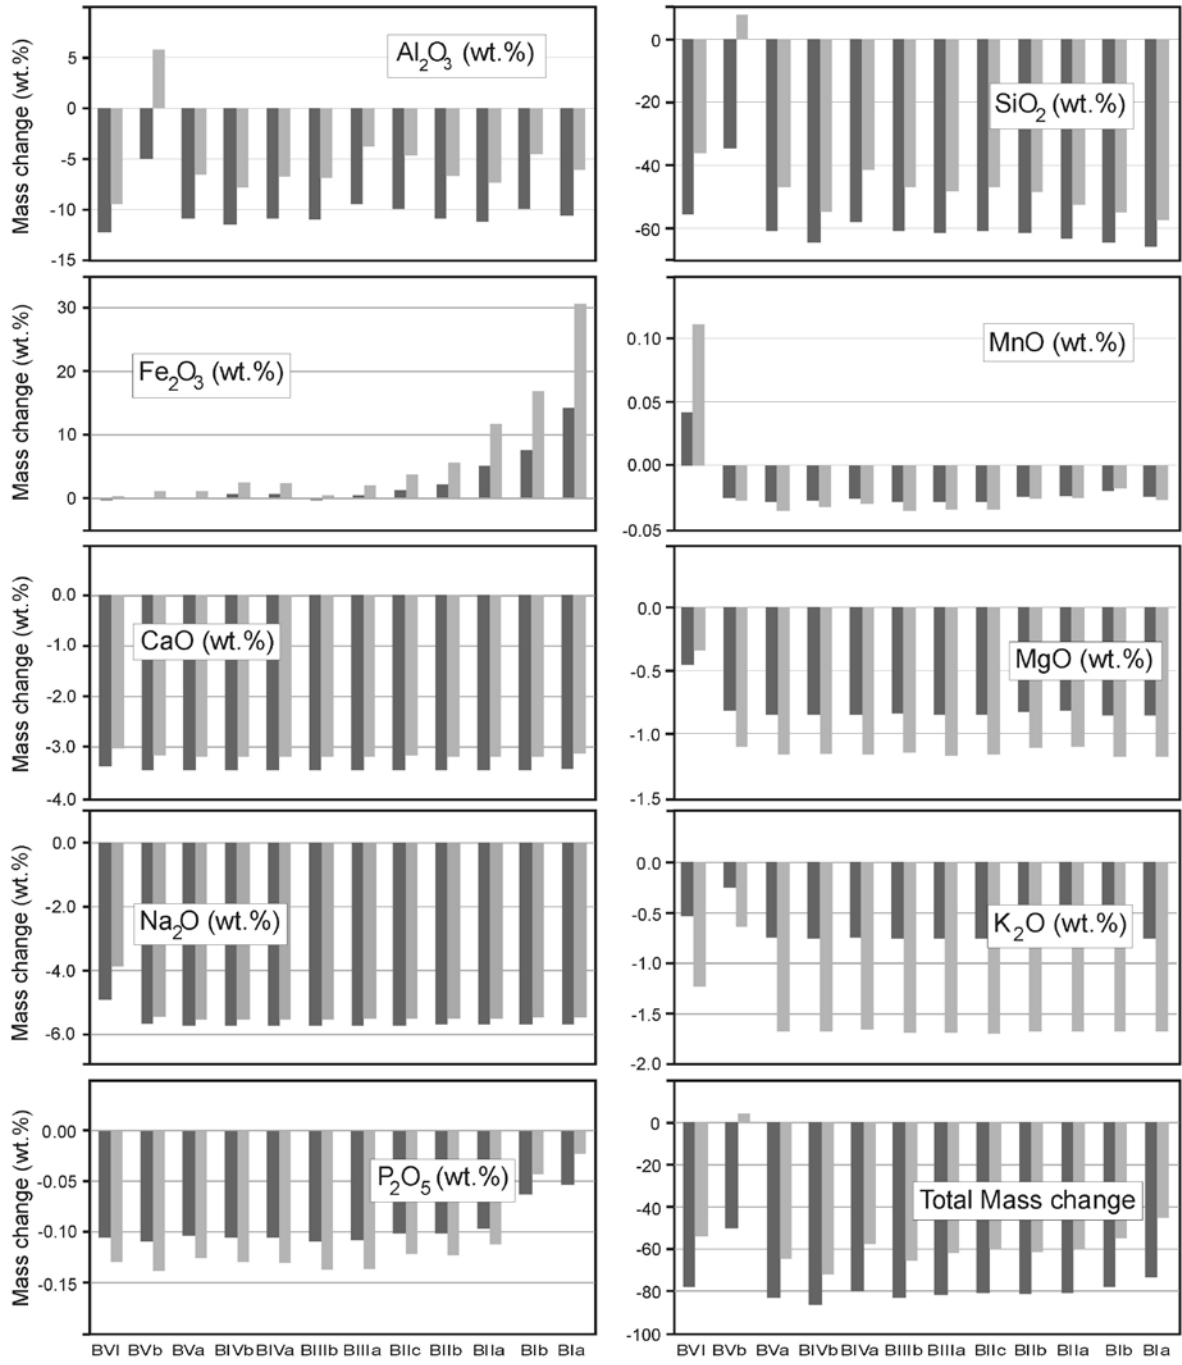 Mass change (wt.%)
5
0
-5
-10
-15
Al2O3 (wt.%)
0
-20
-40
-60
SiO2 (wt.%)
Mass change (wt.%)
30
20
10
0
Fe2O3 (wt.%)
0.10
0.05
0.00
-0.05
MnO (wt.%)
Mass change (wt.%)
0.0
-1.0
-2.0
-3.0
-4.0
CaO (wt.%)
0.0
-0.5
-1.0
-1.5
MgO (wt.%)
Mass change (wt.%)
0.0
-2.0
-4.0
-6.0
Na2O (wt.%)
0.0
-0.5
-1.0
-1.5
-2.0
K2O (wt.%)
Mass change (wt.%)
0.00
-0.05
-0.10
-0.15
P2O5 (wt.%)
BVI BVb BVa BIVb BIVa BIIIb BIIIa BIIc BIIb BIIa BIb BIa
0
-20
-40
-60
-80
-100
Total Mass change
BVI BVb BVa BIVb BIVa BIIIb BIIIa BIIc BIIb BIIa BIb BIa